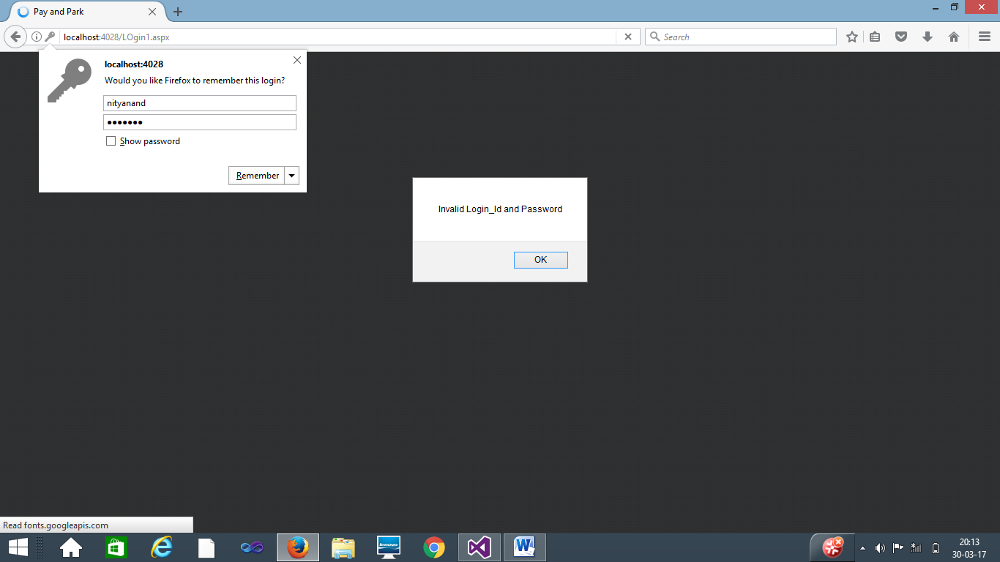 Pay and Park
localhost:4028/LOgin1.aspx
Search
localhost:4028
Would you like Firefox to remember this login?
nityanand
•••••••
Show password
Remember
Invalid Login_Id and Password
OK
Read fonts.googleapis.com
lenovo
20:13
30-03-17